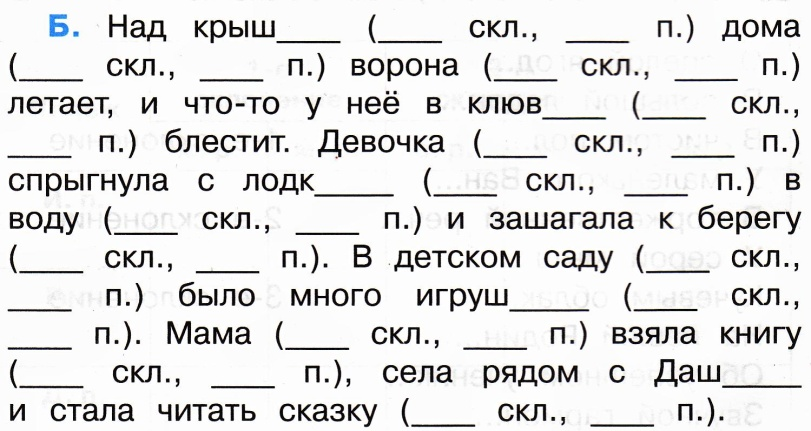 Б. Над крыш____ (____ скл., ____ п.) дома
(____ скл., ____ п.) ворона (____ скл., ____ п.)
летает, и что-то у неё в клюв____ (____ скл.,
____ п.) блестит. Девочка (____ скл., ____ п.)
спрыгнула с лодк_____ (____ скл., ____ п.) в
воду (____ скл., ____ п.) и зашагала к берегу
(____ скл., ____ п.). В детском саду (____ скл.,
____ п.) было много игруш_____ (____ скл.,
____ п.). Мама (____ скл., ____ п.) взяла книгу
(____ скл., ____ п.), села рядом с Даш_____
и стала читать сказку (____ скл., ____ п.).